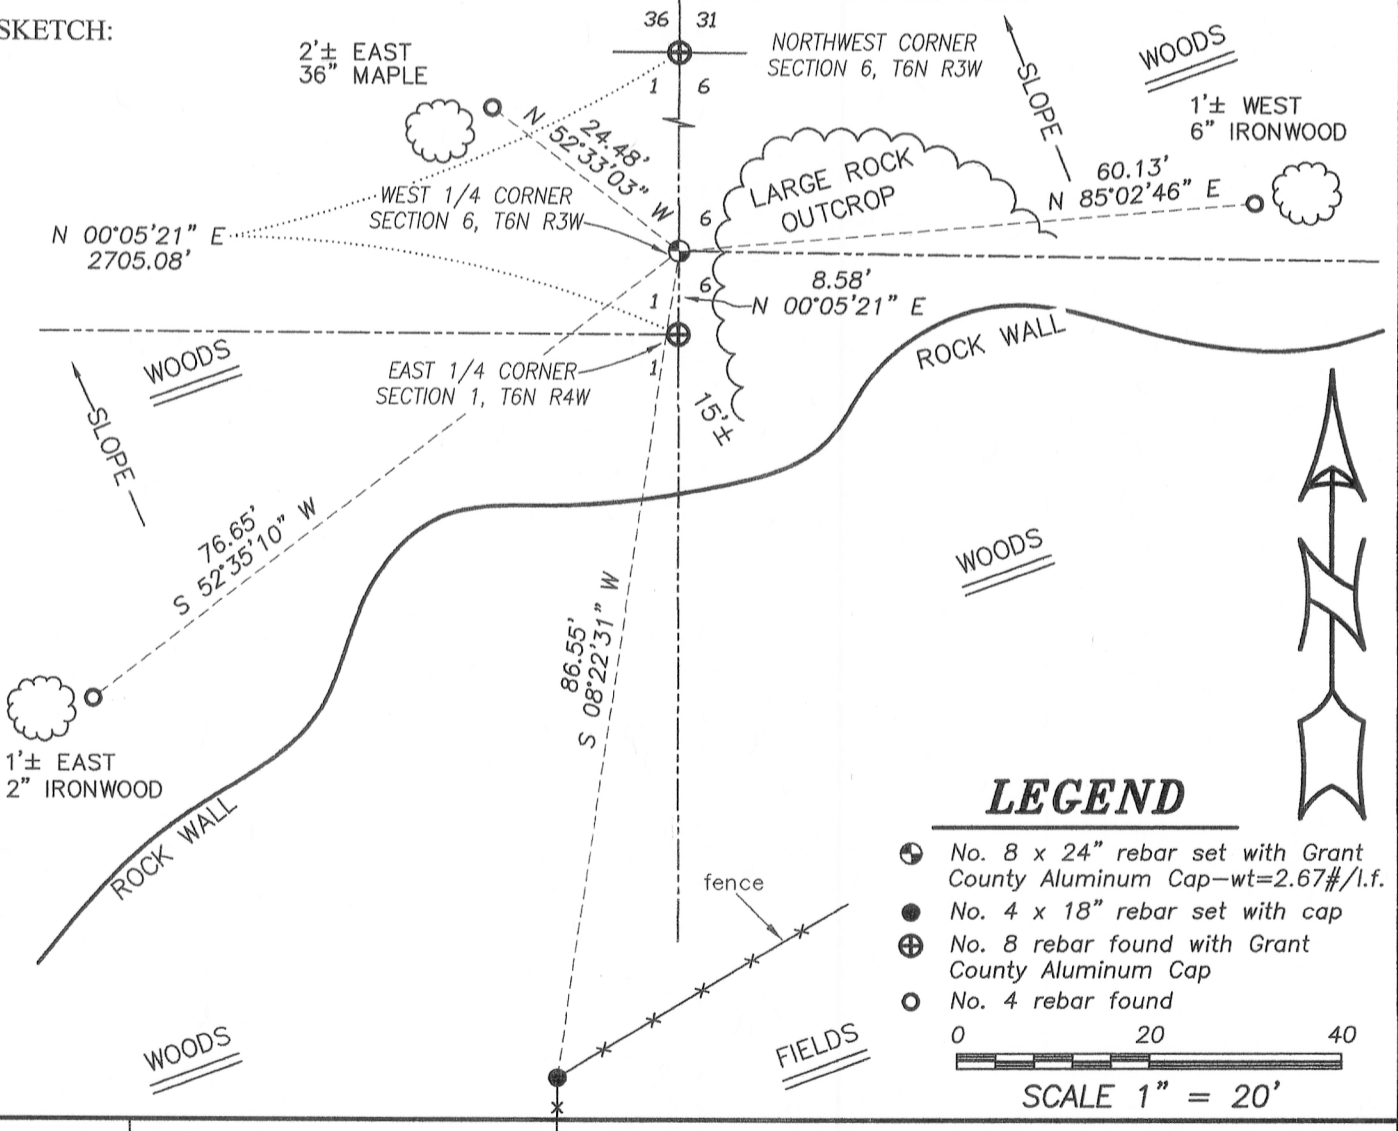 SKETCH:
36 31
2'± EAST
36" MAPLE
NORTHWEST CORNER
SECTION 6, T6N R3W
1 6
SLOPE
WOODS
1'± WEST
6" IRONWOOD
24.48'
N 52°33'03" W
LARGE ROCK
OUTCROP
60.13'
N 85°02'46" E
WEST 1/4 CORNER
SECTION 6, T6N R3W
6
N 00°05'21" E
2705.08'
1 6
8.58'
N 00°05'21" E
ROCK WALL
WOODS
EAST 1/4 CORNER
SECTION 1, T6N R4W
1
15'±
SLOPE
76.65'
S 52°35'10" W
WOODS
86.55'
S 08°22'31" W
N
1'± EAST
2" IRONWOOD
ROCK WALL
LEGEND
No. 8 x 24" rebar set with Grant
County Aluminum Cap-wt=2.67#/l.f.
No. 4 x 18" rebar set with cap
No. 8 rebar found with Grant
County Aluminum Cap
No. 4 rebar found
fence
WOODS
FIELDS
0 20 40
SCALE 1" = 20'